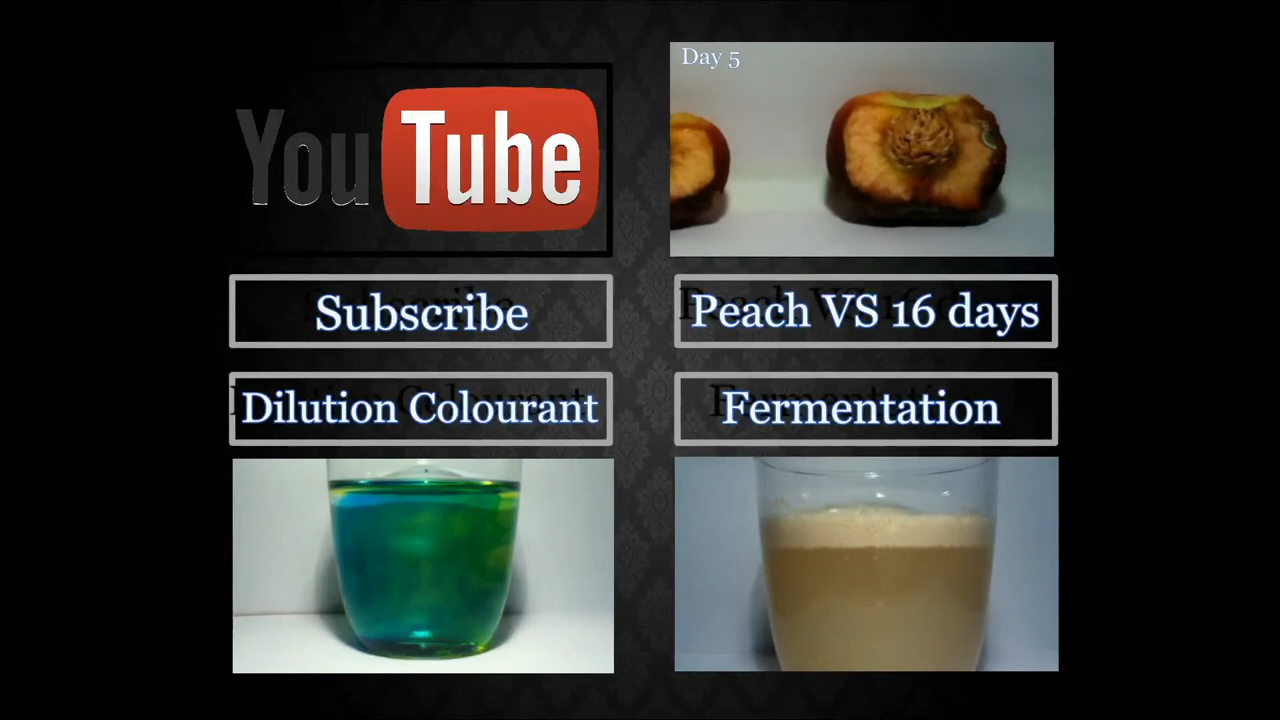 YouTube
Day 5
Subscribe
Peach VS 16 days
Dilution Colourant
Fermentation